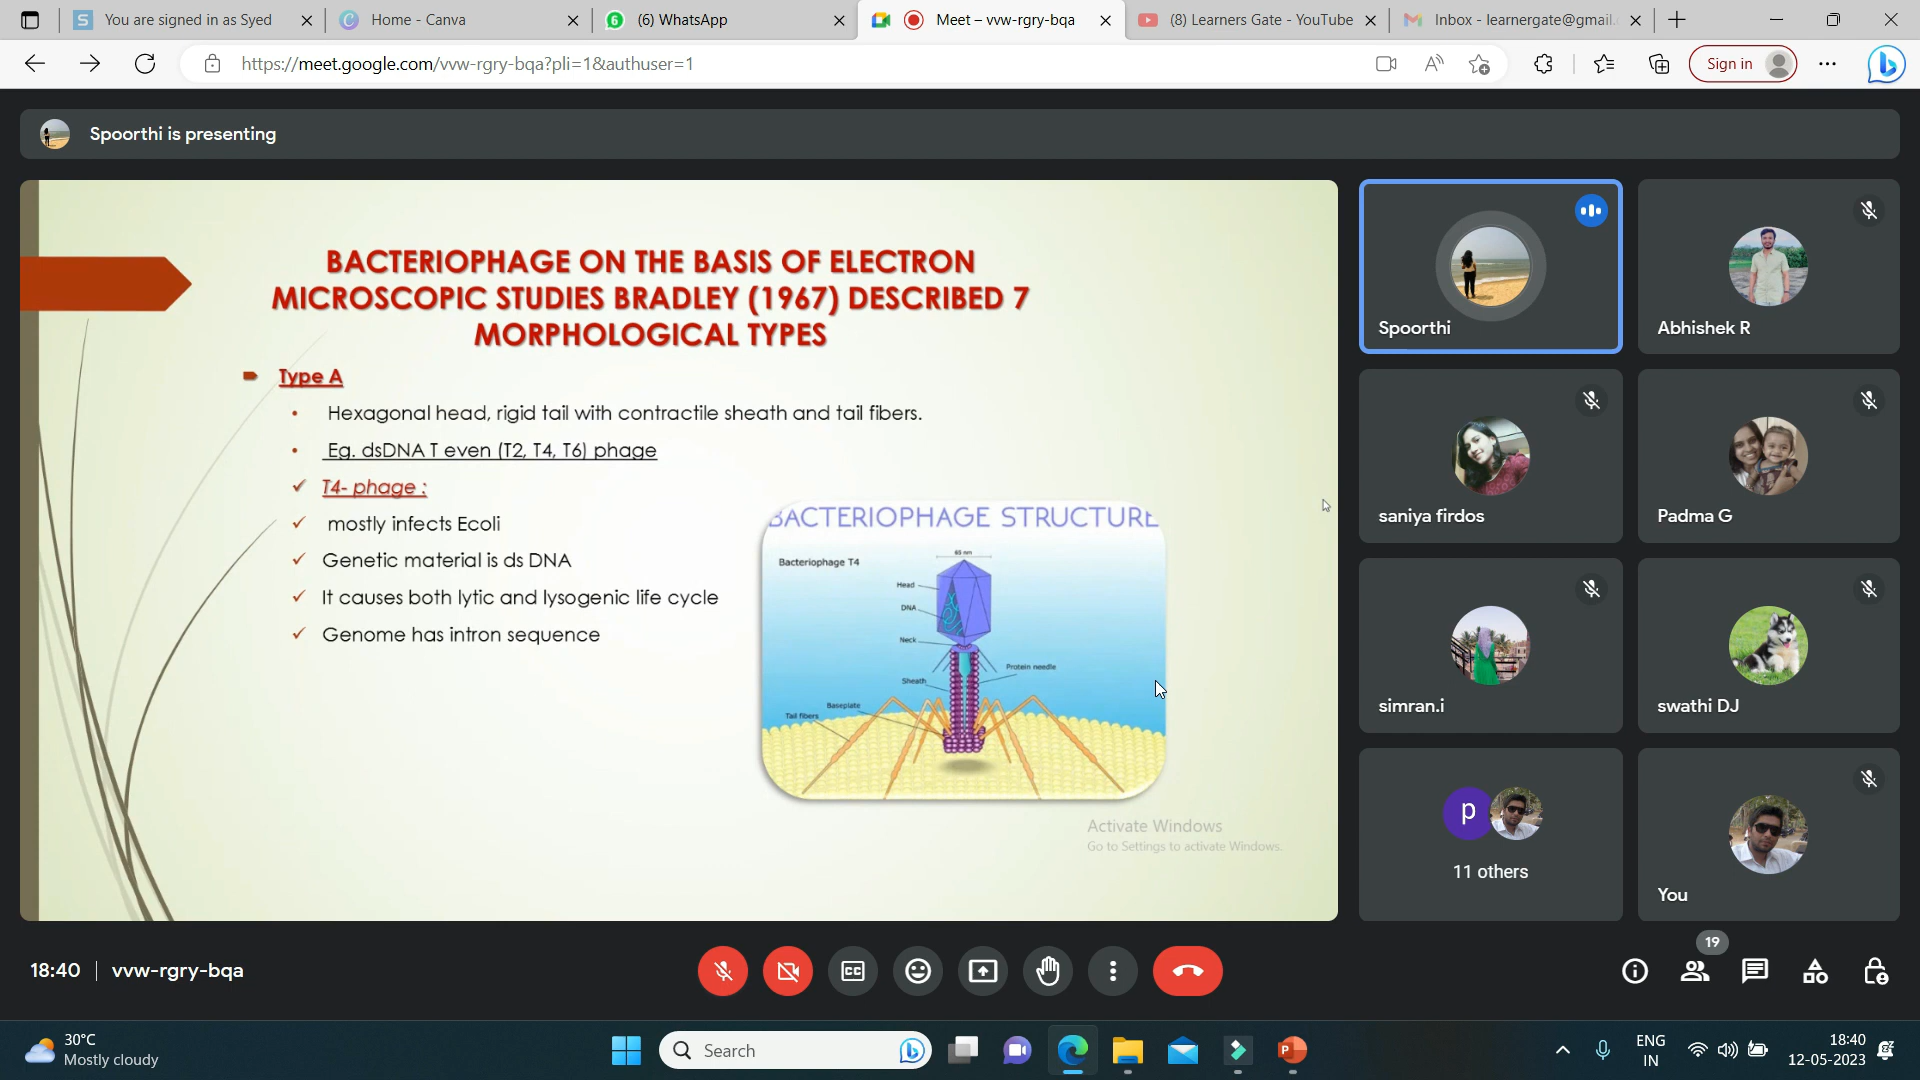 You are signed in as Syed
Home - Canva
(6) WhatsApp
Meet – vvw-rgry-bqa
(8) Learners Gate - YouTube
Inbox - learnergate@gmail.
https://meet.google.com/vvw-rgry-bqa?pli=1&authuser=1
Sign in
Spoorthi is presenting
BACTERIOPHAGE ON THE BASIS OF ELECTRON
MICROSCOPIC STUDIES BRADLEY (1967) DESCRIBED 7
MORPHOLOGICAL TYPES
Type A
Hexagonal head, rigid tail with contractile sheath and tail fibers.
Eg. dsDNA T even (T2, T4, T6) phage
T4- phage :
mostly infects Ecoli
Genetic material is ds DNA
It causes both lytic and lysogenic life cycle
Genome has intron sequence
BACTERIOPHAGE STRUCTURE
Bacteriophage T4
65 nm
Head
DNA
Neck
Protein needle
Sheath
Baseplate
Tail fibers
Activate Windows
Go to Settings to activate Windows.
Spoorthi
Abhishek R
saniya firdos
Padma G
simran.i
swathi DJ
p
11 others
You
18:40 | vvw-rgry-bqa
19
30°C
Mostly cloudy
Search
ENG
IN
18:40
12-05-2023